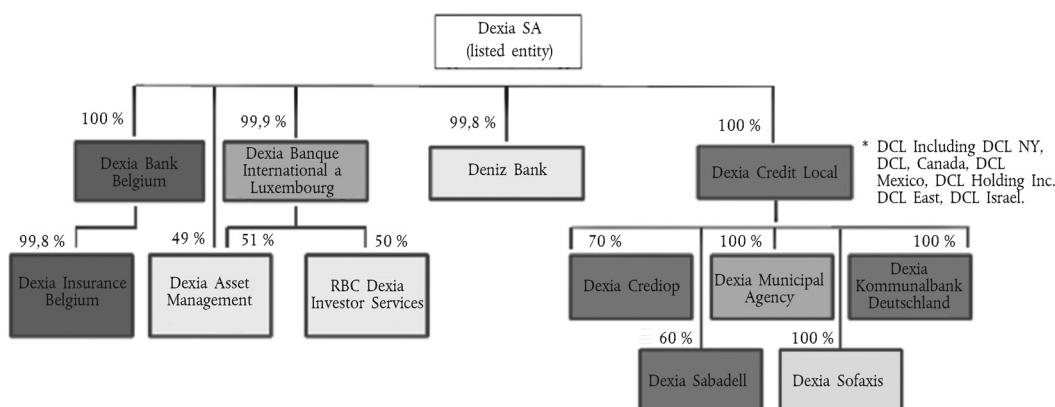 Dexia SA
(listed entity)
100 %
99,9 %
99,8 %
100 %
Dexia Bank
Belgium
Dexia Banque
International a
Luxembourg
Deniz Bank
Dexia Credit Local
* DCL Including DCL NY,
DCL, Canada, DCL
Mexico, DCL Holding Inc.
DCL East, DCL Israel.
99,8 %
49 %
51 %
50 %
70 %
100 %
100 %
Dexia Insurance
Belgium
Dexia Asset
Management
RBC Dexia
Investor Services
Dexia Crediop
Dexia Municipal
Agency
Dexia
Kommunalbank
Deutschland
60 %
100 %
Dexia Sabadell
Dexia Sofaxis